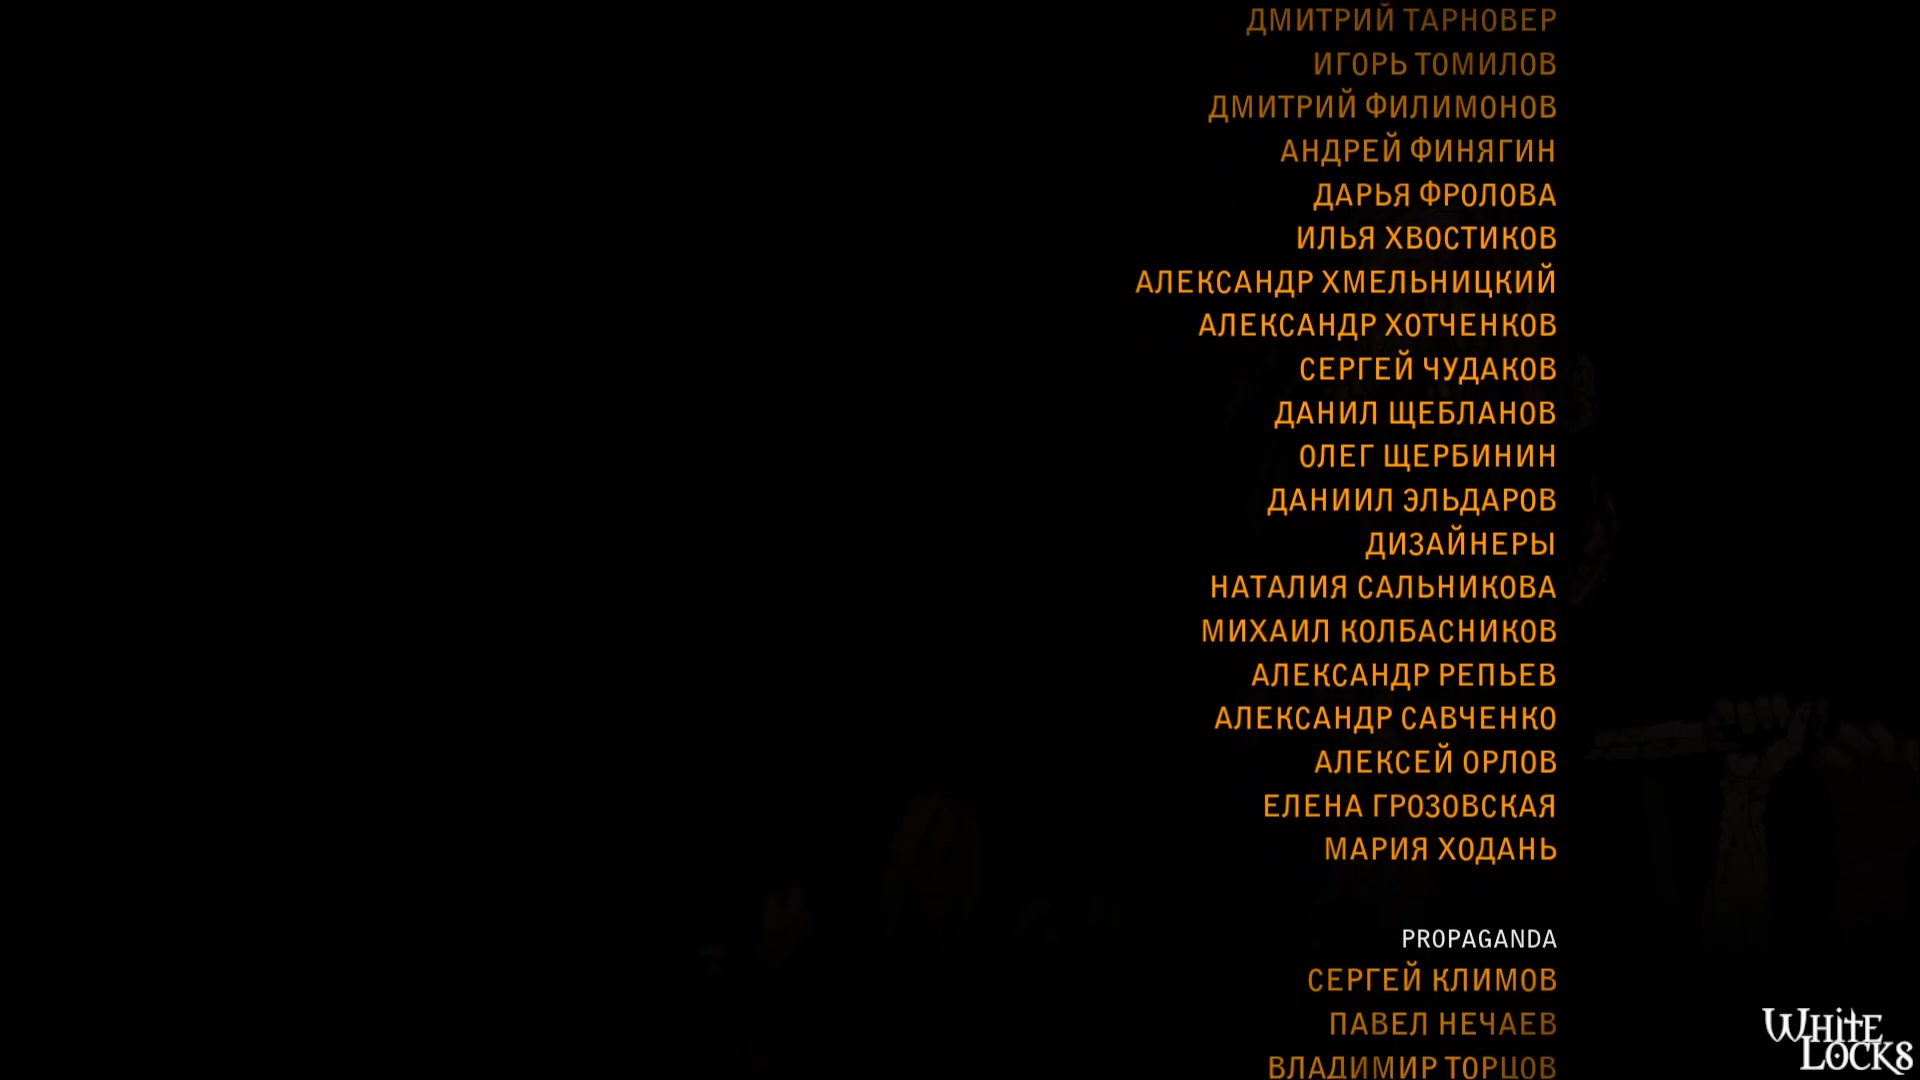 ДМИТРИЙ ТАРНОВЕР
ИГОРЬ ТОМИЛОВ
ДМИТРИЙ ФИЛИМОНОВ
АНДРЕЙ ФИНЯГИН
ДАРЬЯ ФРОЛОВА
ИЛЬЯ ХВОСТИКОВ
АЛЕКСАНДР ХМЕЛЬНИЦКИЙ
АЛЕКСАНДР ХОТЧЕНКОВ
СЕРГЕЙ ЧУДАКОВ
ДАНИЛ ЩЕБЛАНОВ
ОЛЕГ ЩЕРБИНИН
ДАНИИЛ ЭЛЬДАРОВ
ДИЗАЙНЕРЫ
НАТАЛИЯ САЛЬНИКОВА
МИХАИЛ КОЛБАСНИКОВ
АЛЕКСАНДР РЕПЬЕВ
АЛЕКСАНДР САВЧЕНКО
АЛЕКСЕЙ ОРЛОВ
ЕЛЕНА ГРОЗОВСКАЯ
МАРИЯ ХОДАНЬ
PROPAGANDA
СЕРГЕЙ КЛИМОВ
ПАВЕЛ НЕЧАЕВ
ВЛАДИМИР ТОРЦОВ
WHITE
LOCKS